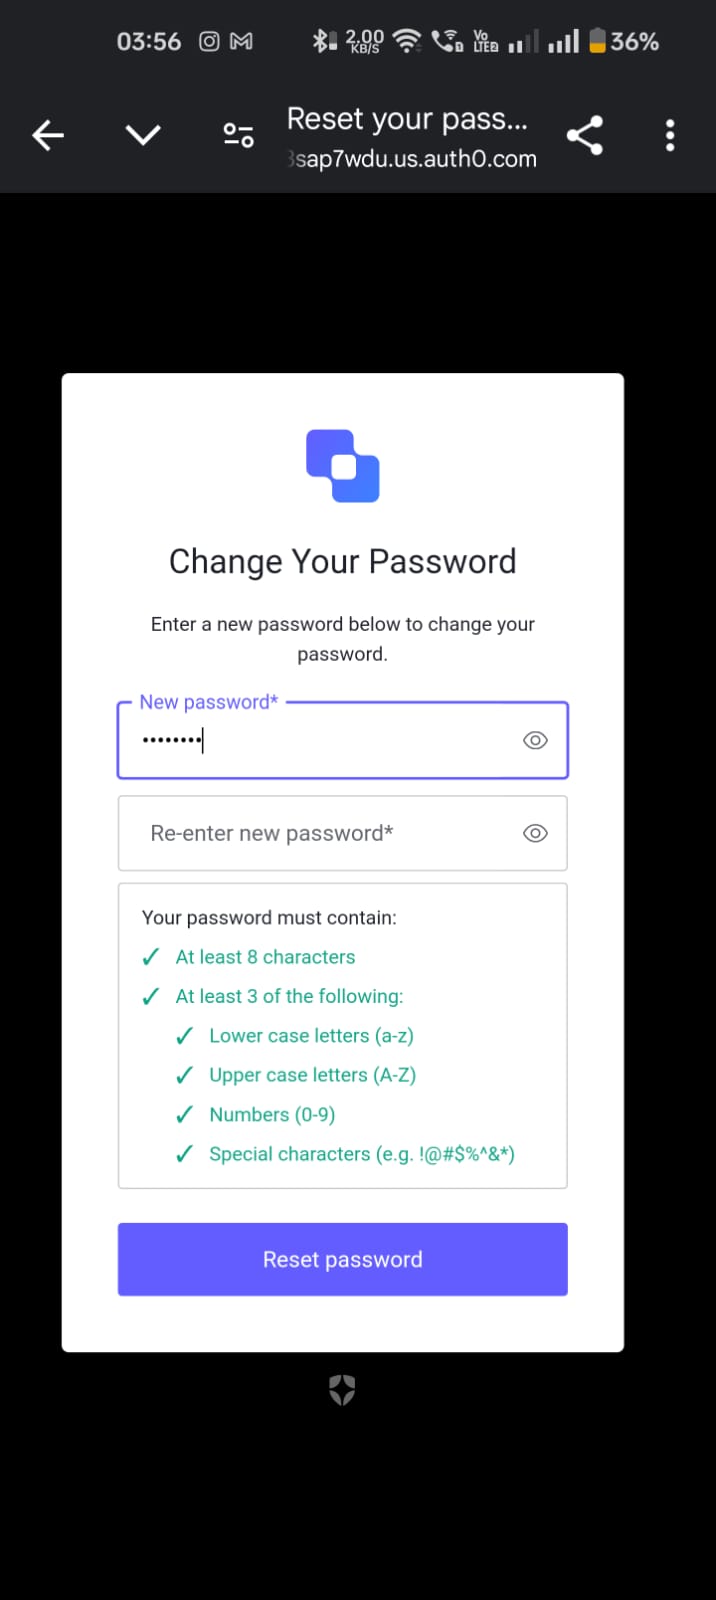 03:56 2.00 KB/S Vo LTE2 36%
Reset your pass...
sap7wdu.us.auth0.com
Change Your Password
Enter a new password below to change your
password.
New password*
••••••••
Re-enter new password*
Your password must contain:
✓ At least 8 characters
✓ At least 3 of the following:
✓ Lower case letters (a-z)
✓ Upper case letters (A-Z)
✓ Numbers (0-9)
✓ Special characters (e.g. !@#$%^&*)
Reset password